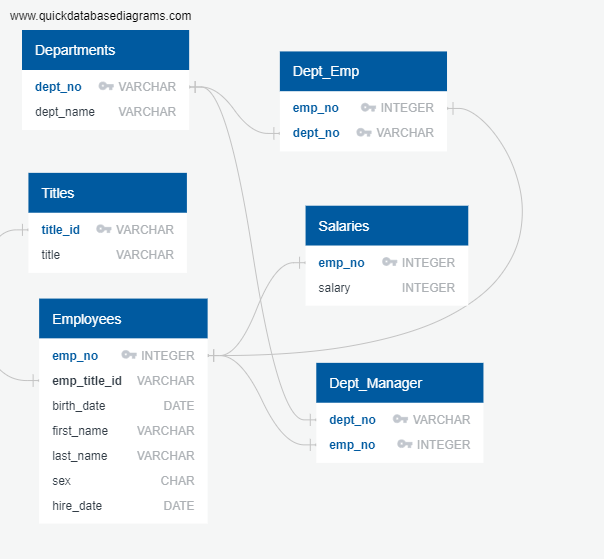 www.quickdatabasediagrams.com
Departments
dept_no VARCHAR
dept_name VARCHAR
Dept_Emp
emp_no INTEGER
dept_no VARCHAR
Titles
title_id VARCHAR
title VARCHAR
Salaries
emp_no INTEGER
salary INTEGER
Employees
emp_no INTEGER
emp_title_id VARCHAR
birth_date DATE
first_name VARCHAR
last_name VARCHAR
sex CHAR
hire_date DATE
Dept_Manager
dept_no VARCHAR
emp_no INTEGER